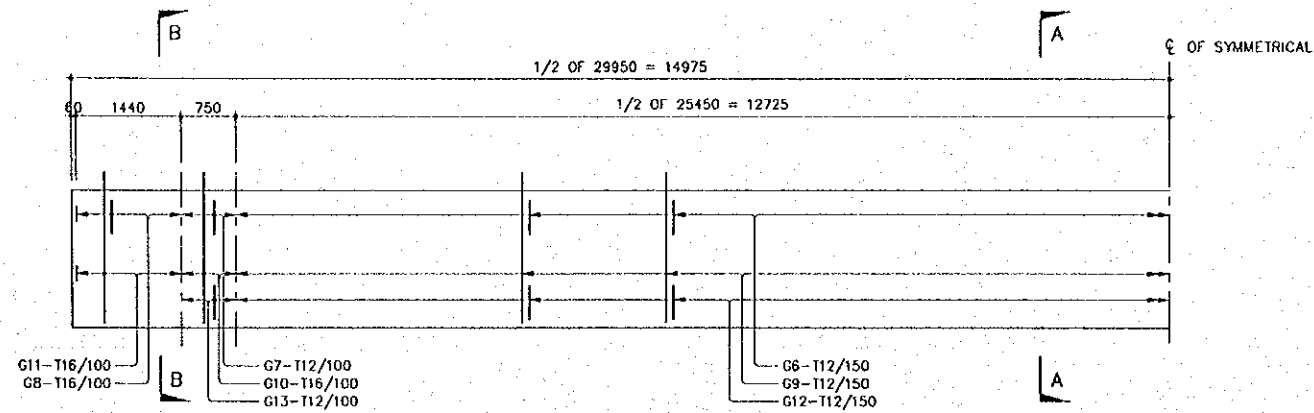 B
A
℄ OF SYMMETRICAL
1/2 OF 29950 = 14975
60 1440 750 1/2 OF 25450 = 12725
G11-T16/100
G8-T16/100
B
G7-T12/100
G10-T16/100
G13-T12/100
G6-T12/150
G9-T12/150
G12-T12/150
A